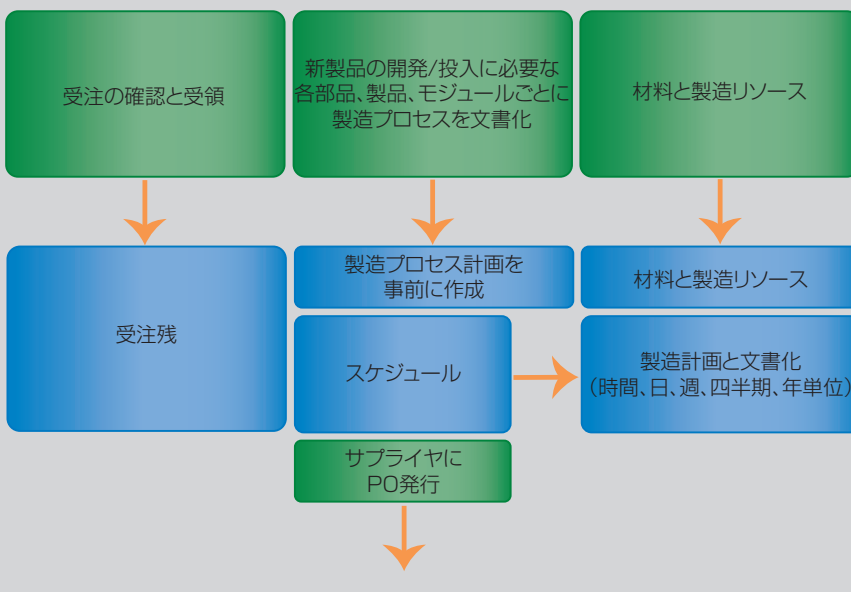 受注の確認と受領
新製品の開発/投入に必要な
各部品、製品、モジュールごとに
製造プロセスを文書化
材料と製造リソース
受注残
製造プロセス計画を
事前に作成
材料と製造リソース
スケジュール
製造計画と文書化
(時間、日、週、四半期、年単位)
サプライヤに
PO発行